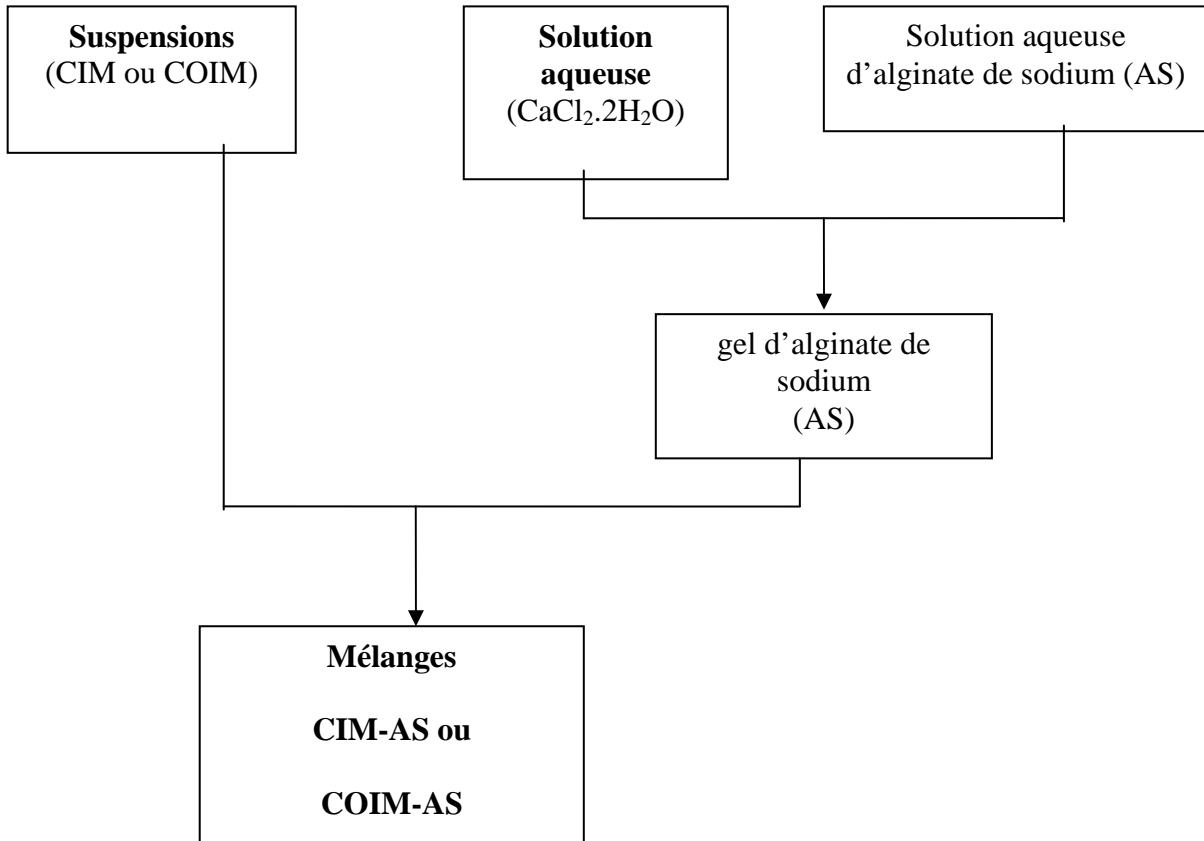 Suspensions
(CIM ou COIM)
Solution
aqueuse
(CaCl₂.2H₂O)
Solution aqueuse
d’alginate de sodium (AS)
gel d’alginate de
sodium
(AS)
Mélanges
CIM-AS ou
COIM-AS